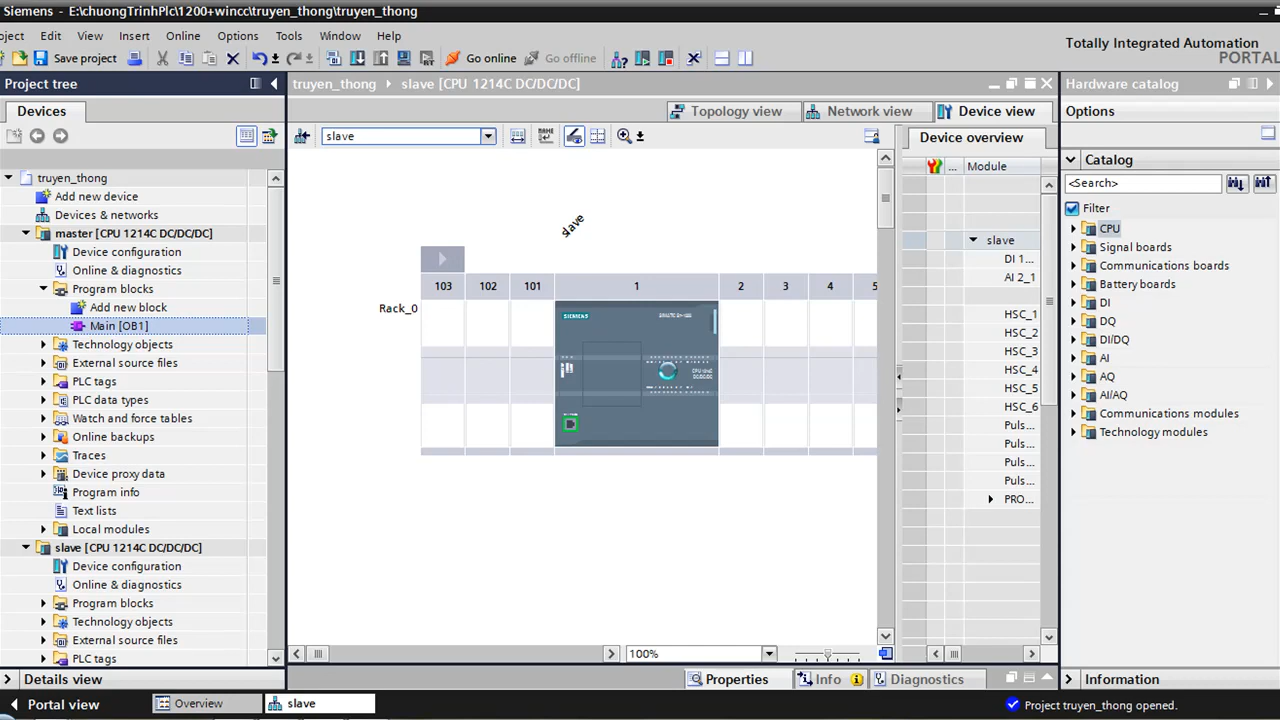 Siemens - E:\chuongTrinhPlc\1200+wincc\truyen_thong\truyen_thong
oject Edit View Insert Online Options Tools Window Help
Totally Integrated Automation
PORTAL
Save project Go online Go offline
Project tree
truyen_thong slave [CPU 1214C DC/DC/DC]
Hardware catalog
Devices
Topology view Network view Device view
Options
slave
Device overview
... Module
Catalog
<Search>
Filter
truyen_thong
Add new device
Devices & networks
master [CPU 1214C DC/DC/DC]
Device configuration
Online & diagnostics
Program blocks
Add new block
Main [OB1]
Technology objects
External source files
PLC tags
PLC data types
Watch and force tables
Online backups
Traces
Device proxy data
Program info
Text lists
Local modules
slave [CPU 1214C DC/DC/DC]
Device configuration
Online & diagnostics
Program blocks
Technology objects
External source files
PLC tags
Details view
slave
103 102 101 1 2 3 4 5
Rack_0
SIEMENS
SIMATIC S7-1200
CPU 1214C
DC/DC/DC
100%
slave
DI 1...
AI 2_1
HSC_1
HSC_2
HSC_3
HSC_4
HSC_5
HSC_6
Puls...
Puls...
Puls...
Puls...
PRO...
CPU
Signal boards
Communications boards
Battery boards
DI
DQ
DI/DQ
AI
AQ
AI/AQ
Communications modules
Technology modules
Information
Properties Info Diagnostics
Portal view Overview slave
Project truyen_thong opened.